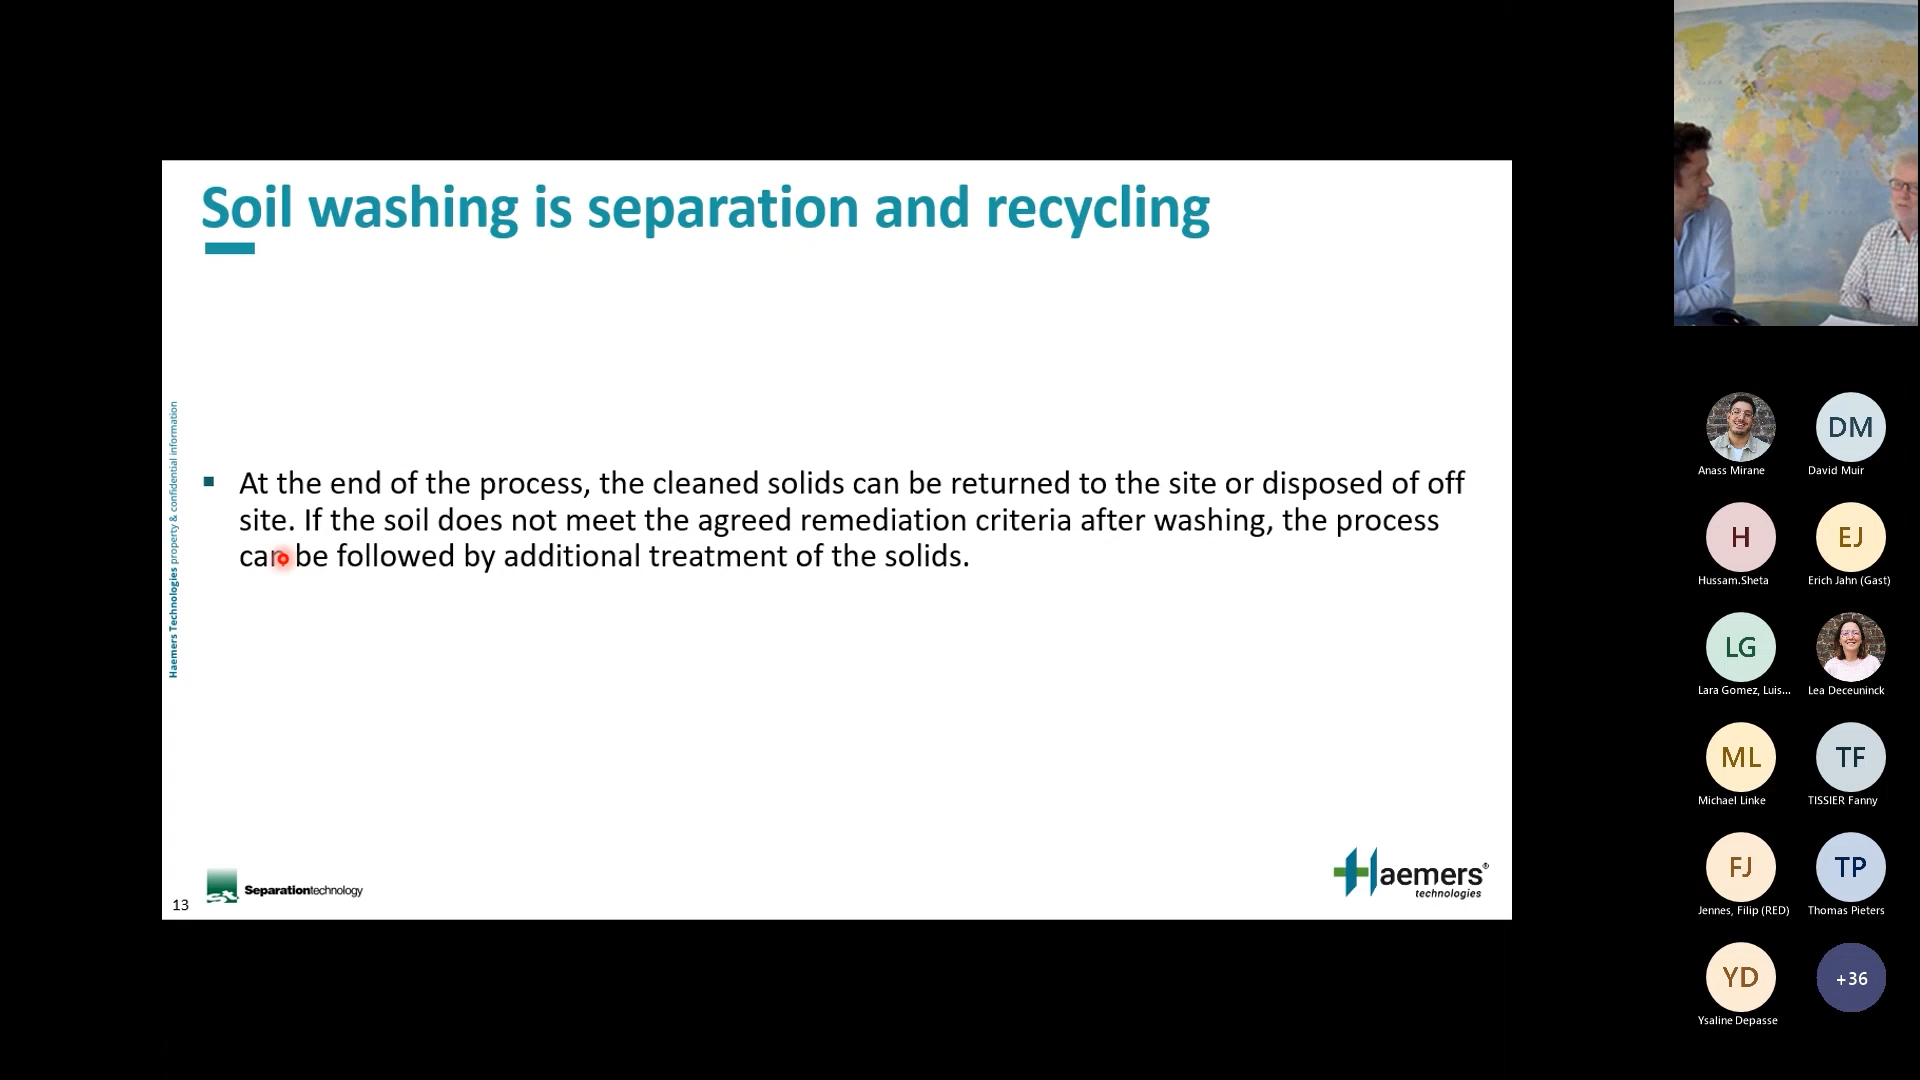 Soil washing is separation and recycling
Haemers Technologies property & confidential information
▪ At the end of the process, the cleaned solids can be returned to the site or disposed of off
site. If the soil does not meet the agreed remediation criteria after washing, the process
can be followed by additional treatment of the solids.
13
st Separationtechnology
Haemers®
technologies
Anass Mirane
DM
David Muir
H
Hussam.Sheta
EJ
Erich Jahn (Gast)
LG
Lara Gomez, Luis...
Lea Deceuninck
ML
Michael Linke
TF
TISSIER Fanny
FJ
Jennes, Filip (RED)
TP
Thomas Pieters
YD
Ysaline Depasse
+36